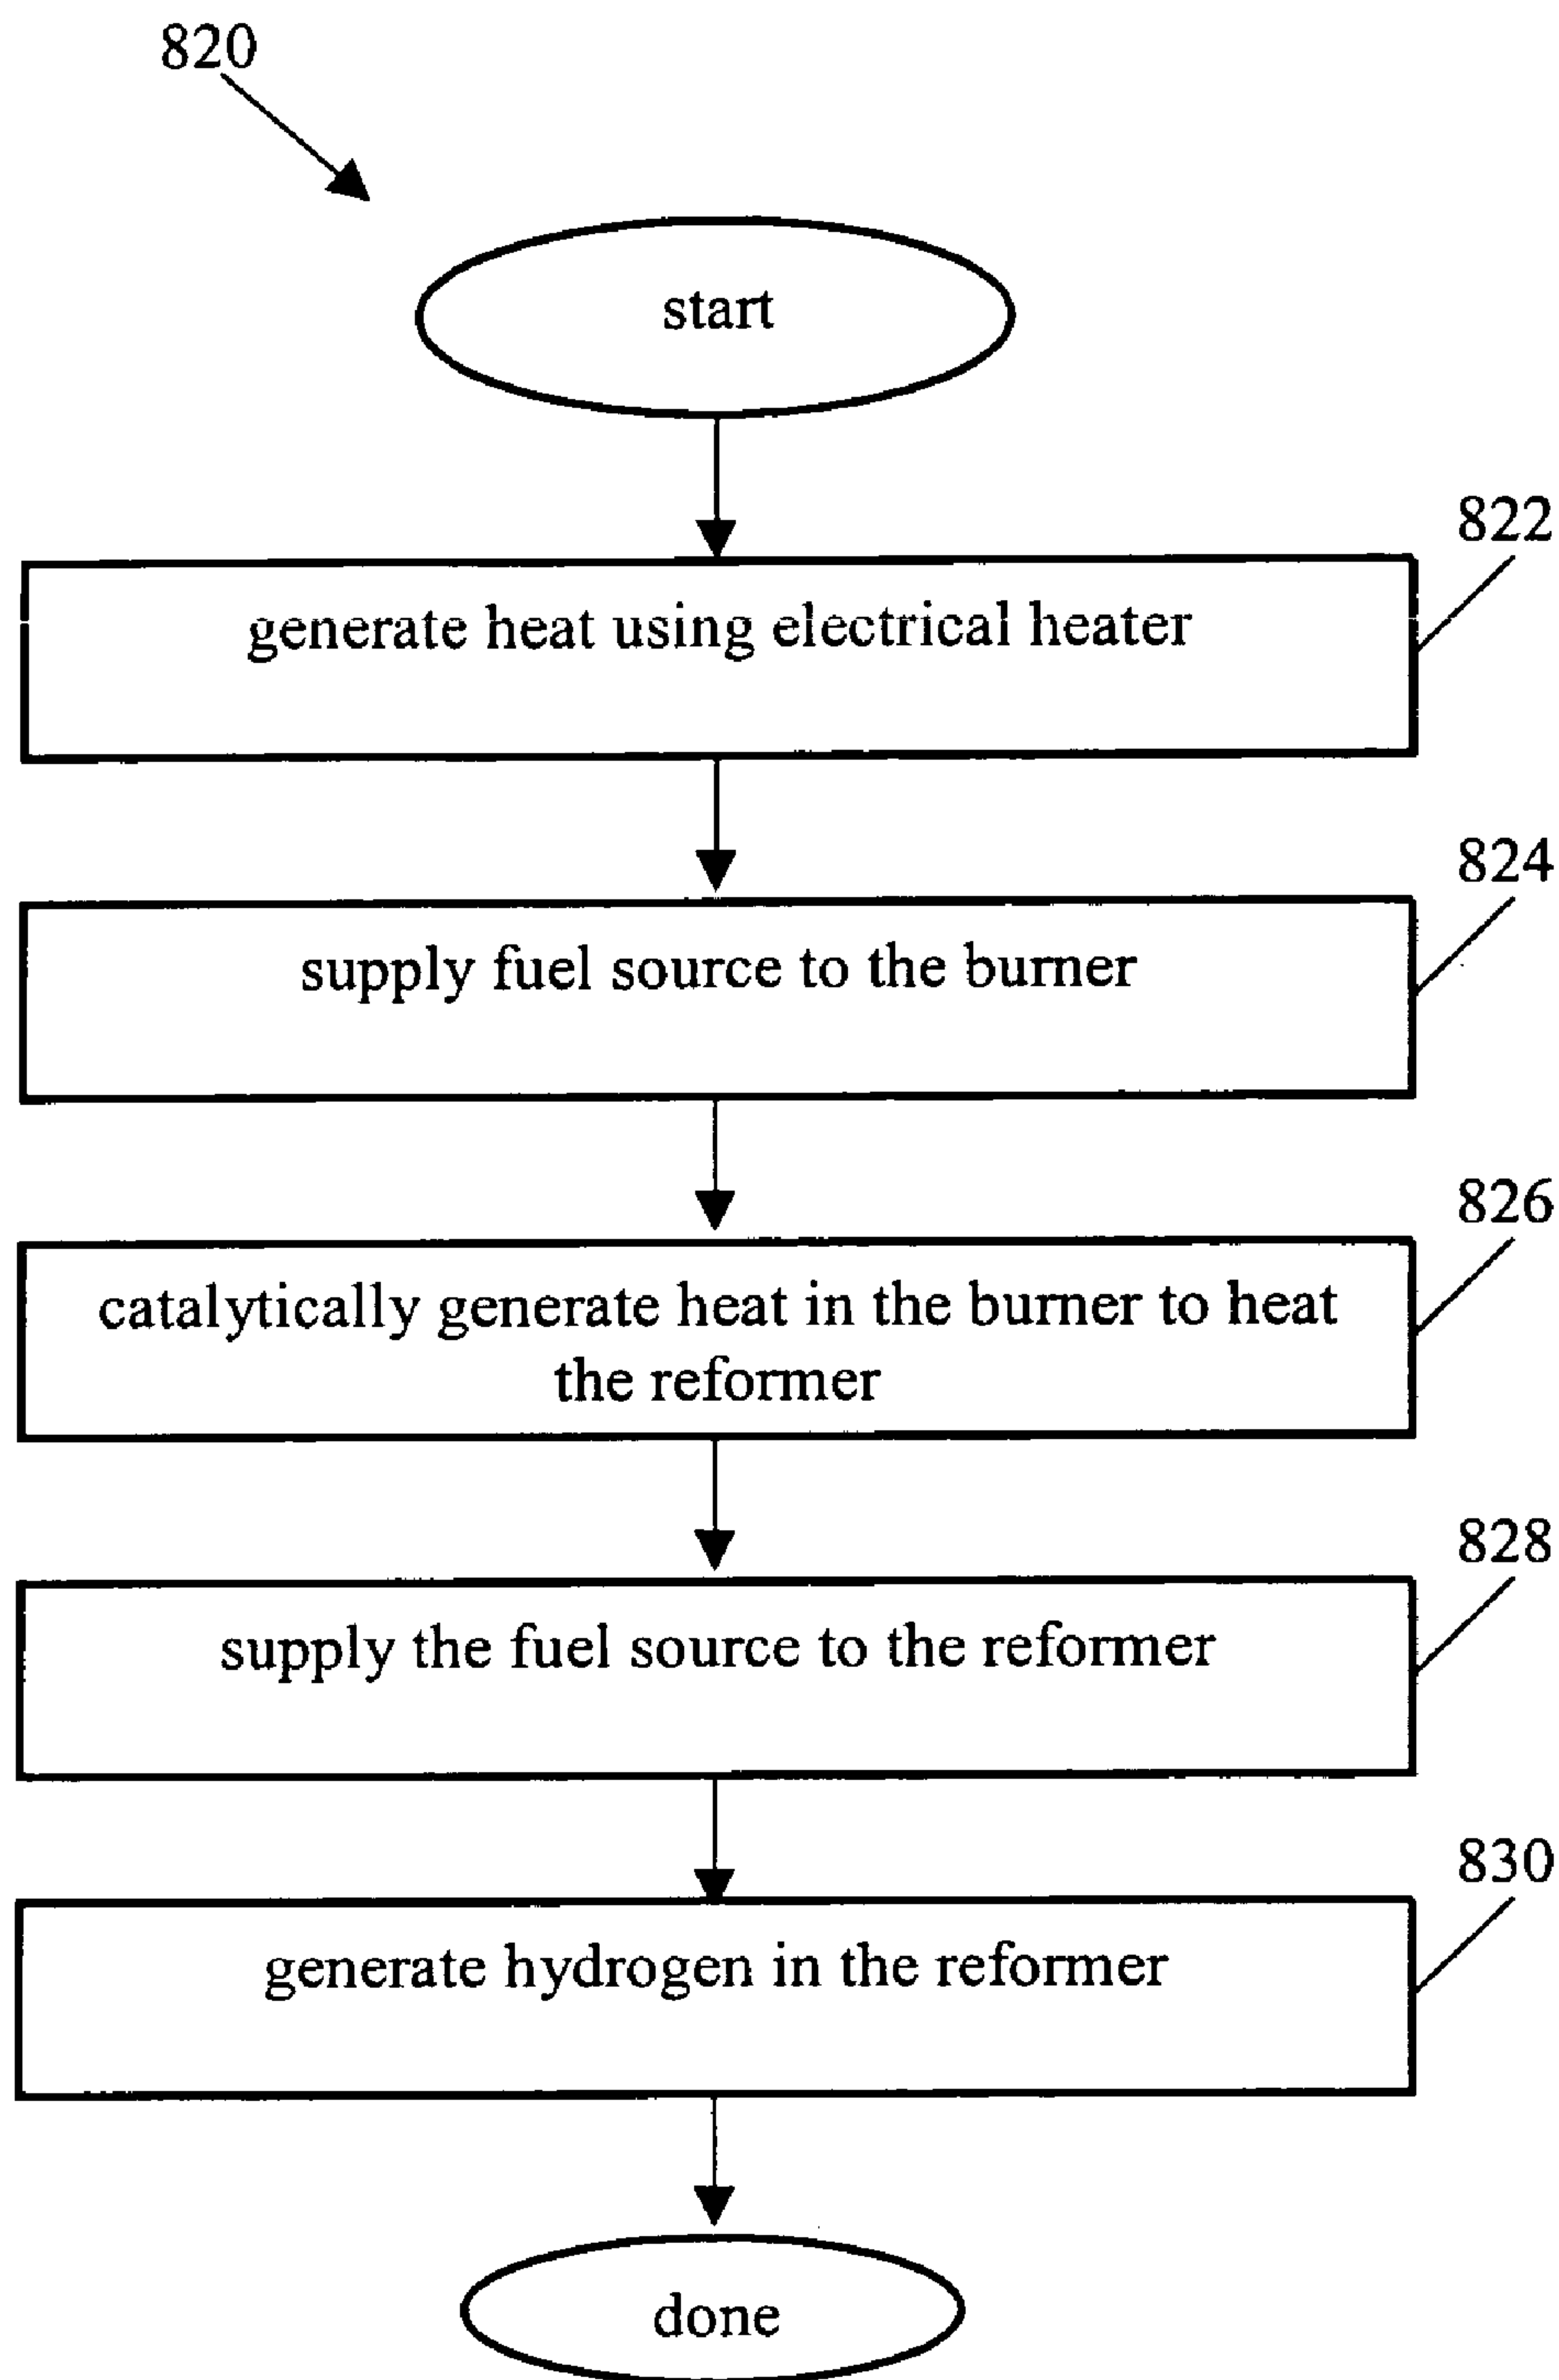 820
start
822
generate heat using electrical heater
824
supply fuel source to the burner
826
catalytically generate heat in the burner to heat
the reformer
828
supply the fuel source to the reformer
830
generate hydrogen in the reformer
done